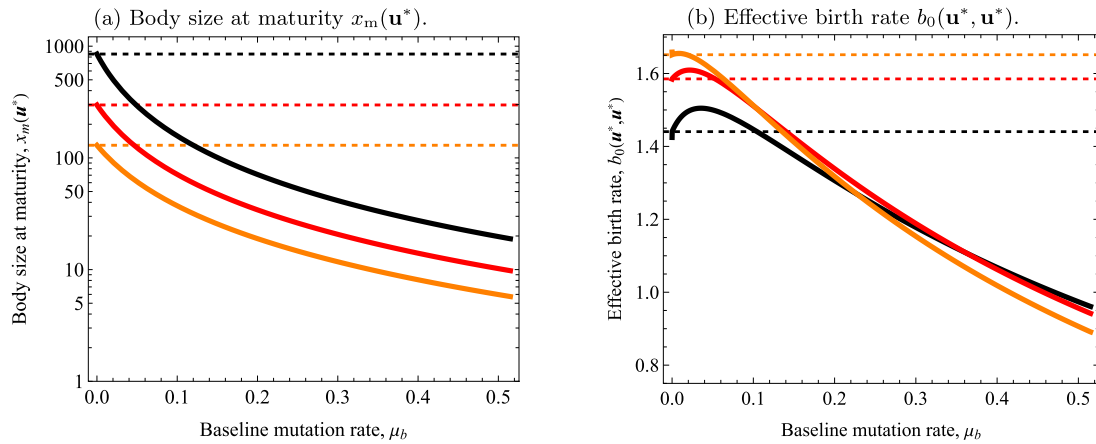 (a) Body size at maturity xₘ(u*).
1000
500
100
50
10
5
1
0.0 0.1 0.2 0.3 0.4 0.5
Body size at maturity, xₘ(u*)
Baseline mutation rate, μ_b
(b) Effective birth rate b₀(u*, u*).
1.6
1.4
1.2
1.0
0.8
0.0 0.1 0.2 0.3 0.4 0.5
Effective birth rate, b₀(u*,u*)
Baseline mutation rate, μ_b